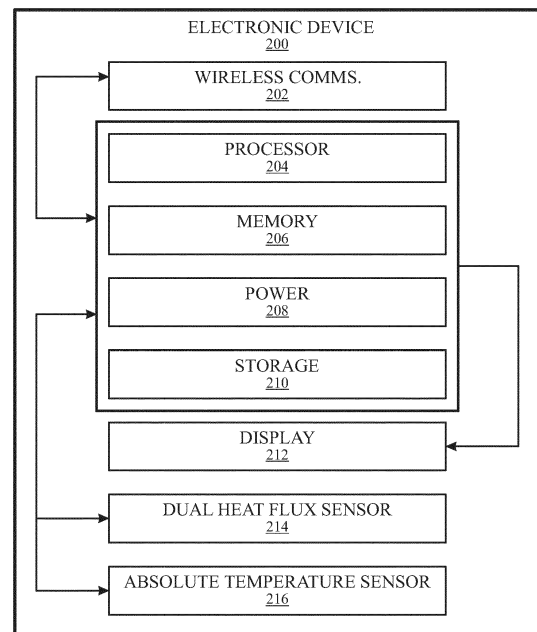 ELECTRONIC DEVICE
200
WIRELESS COMMS.
202
PROCESSOR
204
MEMORY
206
POWER
208
STORAGE
210
DISPLAY
212
DUAL HEAT FLUX SENSOR
214
ABSOLUTE TEMPERATURE SENSOR
216